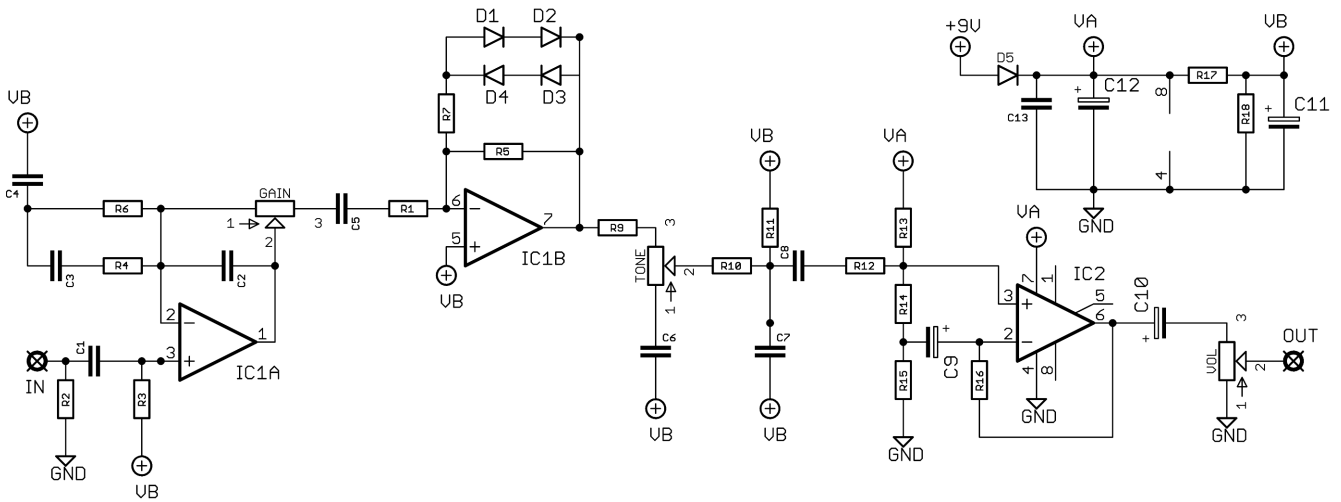 D1 D2
D4 D3
R7
R5
VB
C4
R6
GAIN
1
2
3
C5
R1
C3
R4
C2
6
5
7
IC1B
VB
2
3
1
IC1A
IN
C1
R2
GND
R3
VB
R9
TONE
3
2
1
C6
VB
R10
VB
R11
C8
C7
VB
R12
VA
R13
R14
R15
GND
C9
+
R16
VA
3
2
7
1
5
6
4
8
IC2
GND
C10
+
VOL
3
2
1
GND
OUT
+9V
D5
VA
VB
C13
+
C12
8
4
R17
R18
+
C11
GND